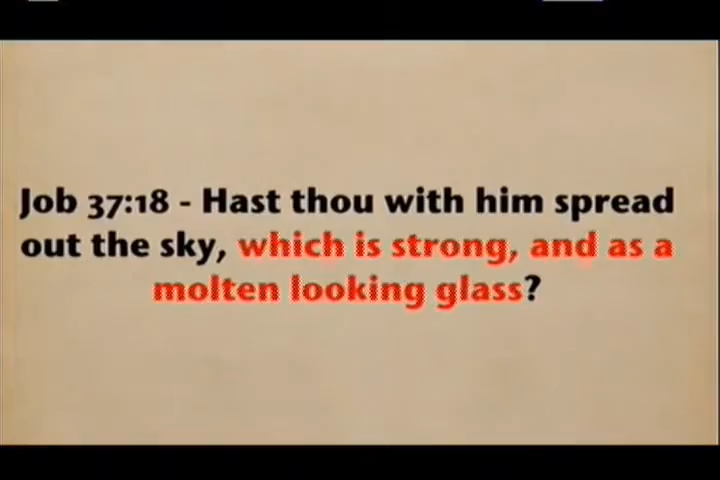 Job 37:18 - Hast thou with him spread
out the sky, which is strong, and as a
molten looking glass?